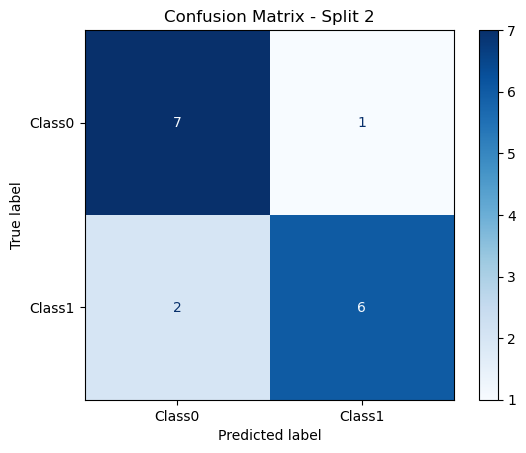 Confusion Matrix - Split 2
True label
Class0
Class1
7
1
2
6
Class0
Class1
Predicted label
7
6
5
4
3
2
1